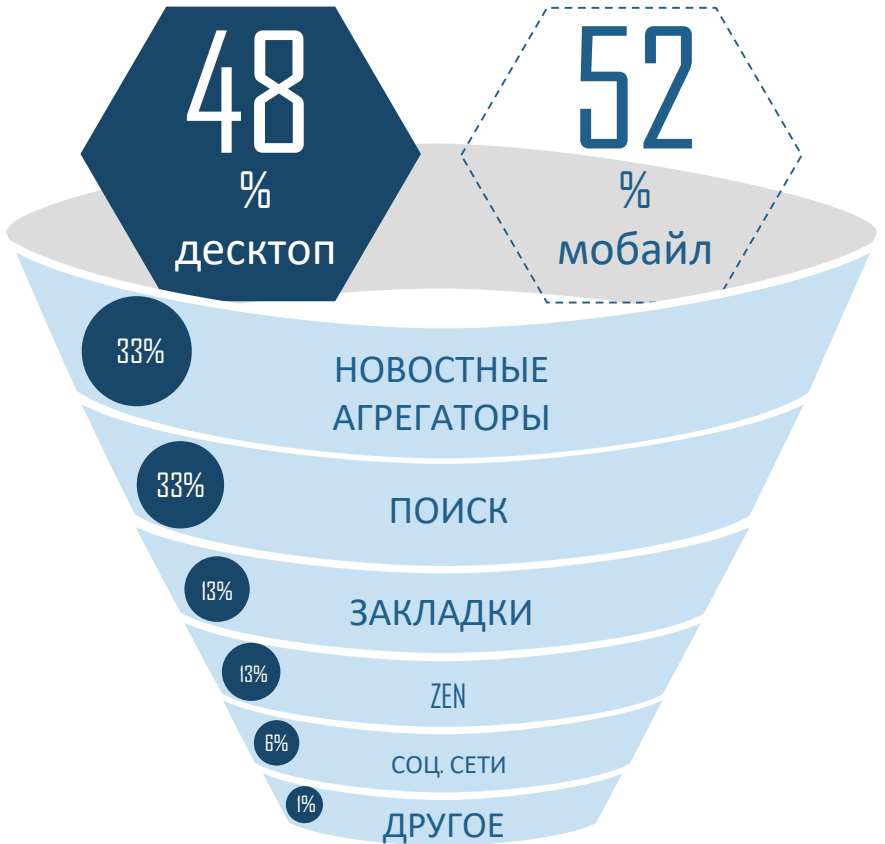 48
%
десктоп
52
%
мобайл
33%
НОВОСТНЫЕ
АГРЕГАТОРЫ
33%
ПОИСК
13%
ЗАКЛАДКИ
13%
ZEN
6%
СОЦ. СЕТИ
1%
ДРУГОЕ